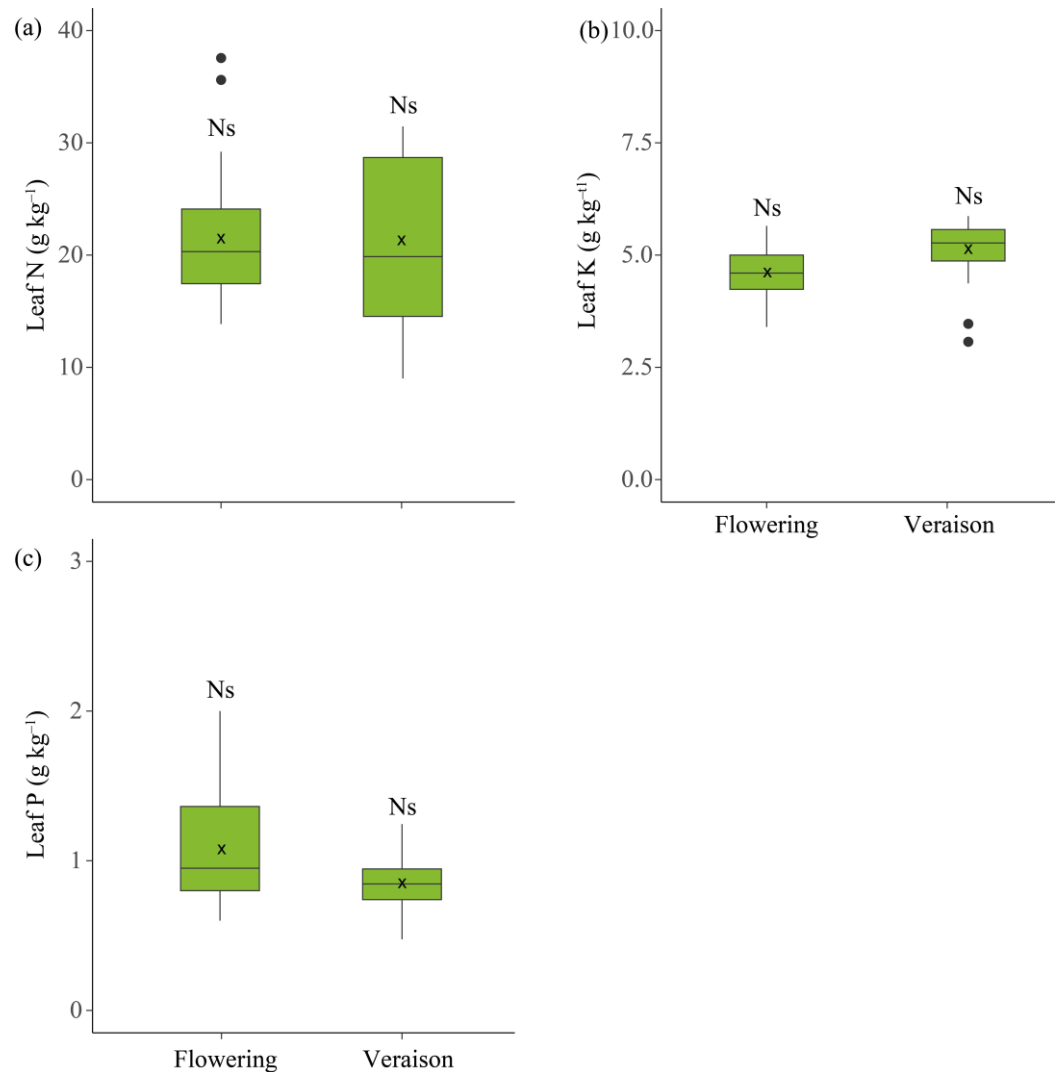 (a)
40
30
20
10
0
Leaf N (g kg⁻¹)
Ns
Ns
x
x
(b)
10.0
7.5
5.0
2.5
0.0
Leaf K (g kg⁻ᵗ¹)
Ns
Ns
x
x
Flowering
Veraison
(c)
3
2
1
0
Leaf P (g kg⁻¹)
Ns
Ns
x
x
Flowering
Veraison